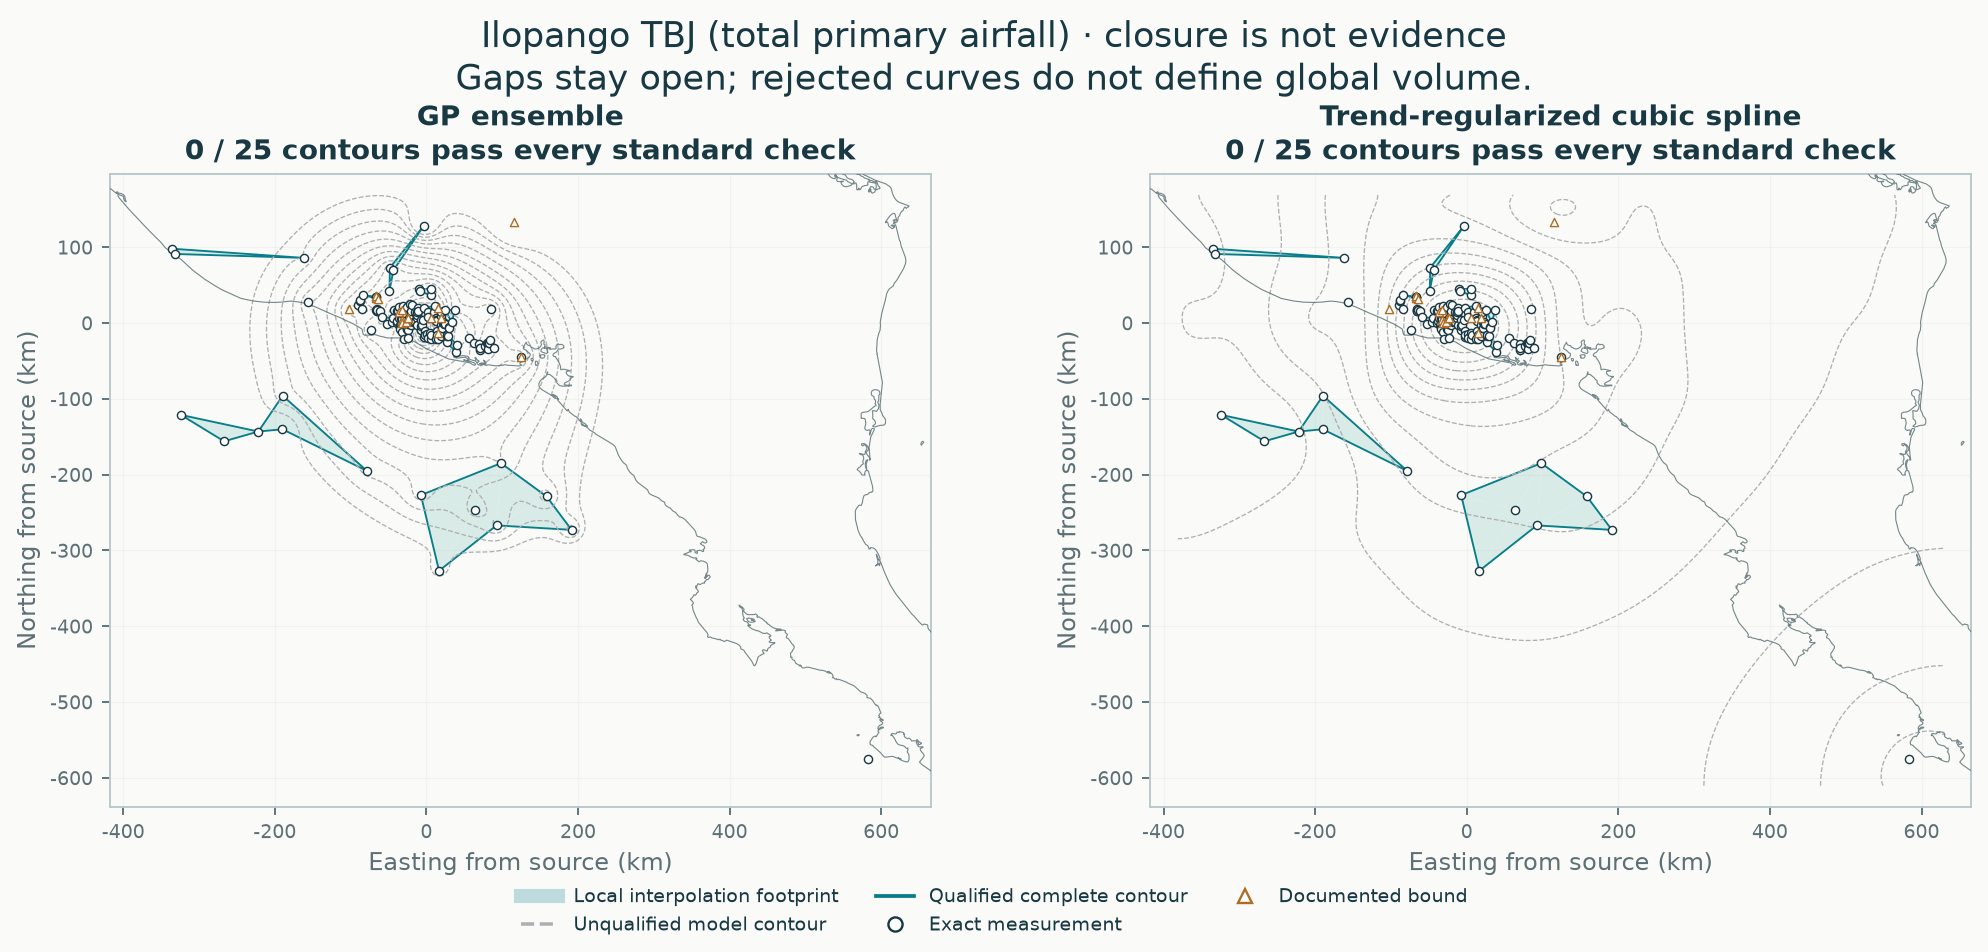 Ilopango TBJ (total primary airfall) · closure is not evidence
Gaps stay open; rejected curves do not define global volume.
GP ensemble
0 / 25 contours pass every standard check
Trend-regularized cubic spline
0 / 25 contours pass every standard check
Northing from source (km)
100
0
-100
-200
-300
-400
-500
-600
-400
-200
0
200
400
600
Easting from source (km)
Northing from source (km)
100
0
-100
-200
-300
-400
-500
-600
-400
-200
0
200
400
600
Easting from source (km)
Local interpolation footprint
Qualified complete contour
Documented bound
Unqualified model contour
Exact measurement